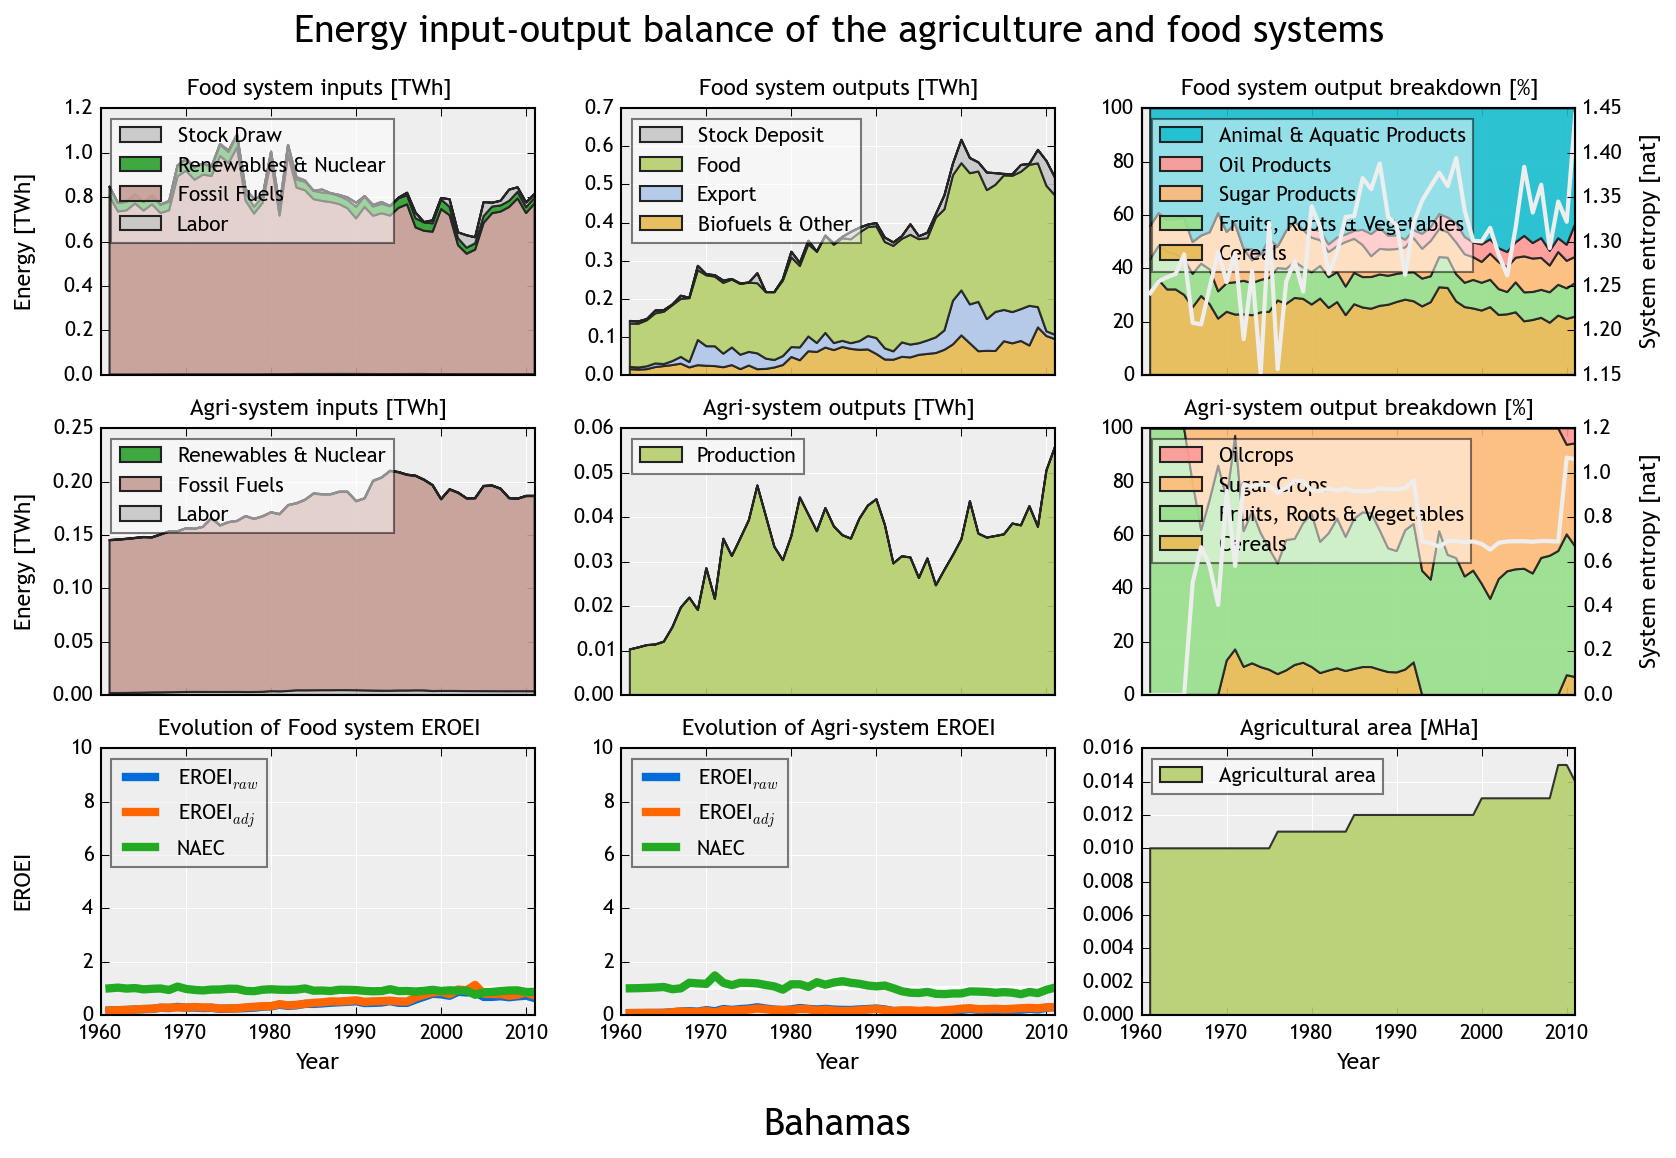 Energy input-output balance of the agriculture and food systems
Food system inputs [TWh]
Energy [TWh]
1.2
1.0
0.8
0.6
0.4
0.2
0.0
Stock Draw
Renewables & Nuclear
Fossil Fuels
Labor
Food system outputs [TWh]
0.7
0.6
0.5
0.4
0.3
0.2
0.1
0.0
Stock Deposit
Food
Export
Biofuels & Other
Food system output breakdown [%]
100
80
60
40
20
0
Animal & Aquatic Products
Oil Products
Sugar Products
Fruits, Roots & Vegetables
Cereals
1.45
1.40
1.35
1.30
1.25
1.20
1.15
System entropy [nat]
Agri-system inputs [TWh]
Energy [TWh]
0.25
0.20
0.15
0.10
0.05
0.00
Renewables & Nuclear
Fossil Fuels
Labor
Agri-system outputs [TWh]
0.06
0.05
0.04
0.03
0.02
0.01
0.00
Production
Agri-system output breakdown [%]
100
80
60
40
20
0
Oilcrops
Sugar Crops
Fruits, Roots & Vegetables
Cereals
1.2
1.0
0.8
0.6
0.4
0.2
0.0
System entropy [nat]
Evolution of Food system EROEI
EROEI
10
8
6
4
2
0
EROEI raw
EROEI adj
NAEC
1960 1970 1980 1990 2000 2010
Year
Evolution of Agri-system EROEI
10
8
6
4
2
0
EROEI raw
EROEI adj
NAEC
1960 1970 1980 1990 2000 2010
Year
Agricultural area [MHa]
0.016
0.014
0.012
0.010
0.008
0.006
0.004
0.002
0.000
Agricultural area
1960 1970 1980 1990 2000 2010
Year
Bahamas